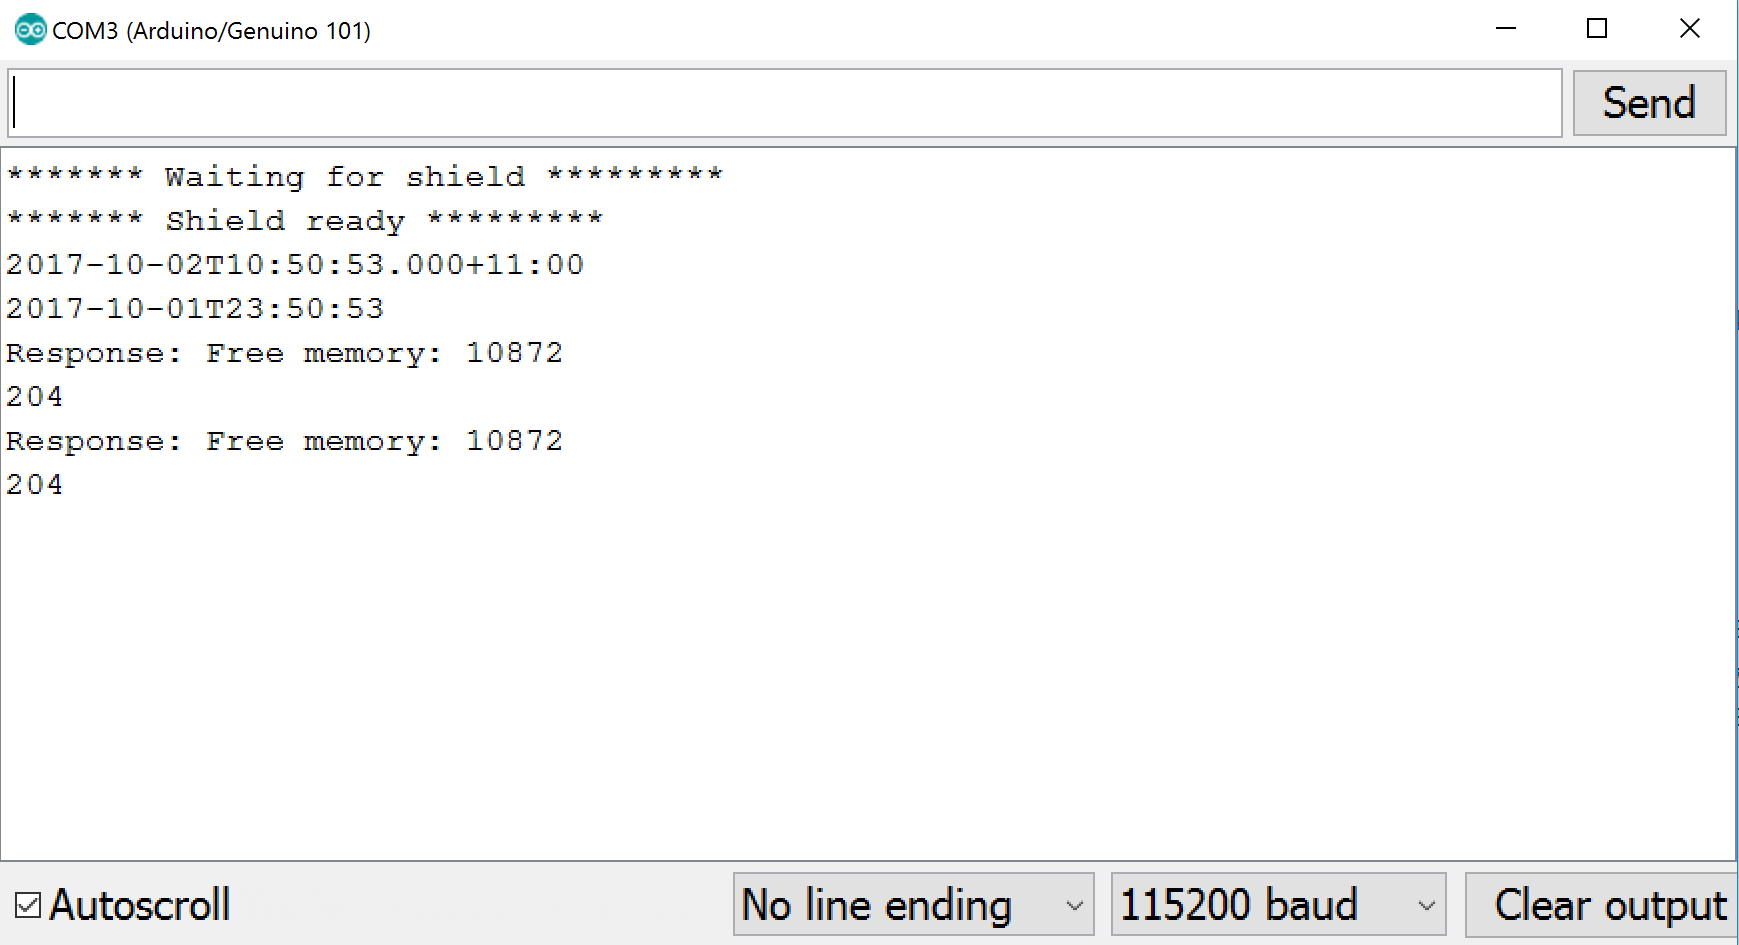 COM3 (Arduino/Genuino 101)
Send
******* Waiting for shield *********
******* Shield ready *********
2017-10-02T10:50:53.000+11:00
2017-10-01T23:50:53
Response: Free memory: 10872
204
Response: Free memory: 10872
204
Autoscroll
No line ending
115200 baud
Clear output